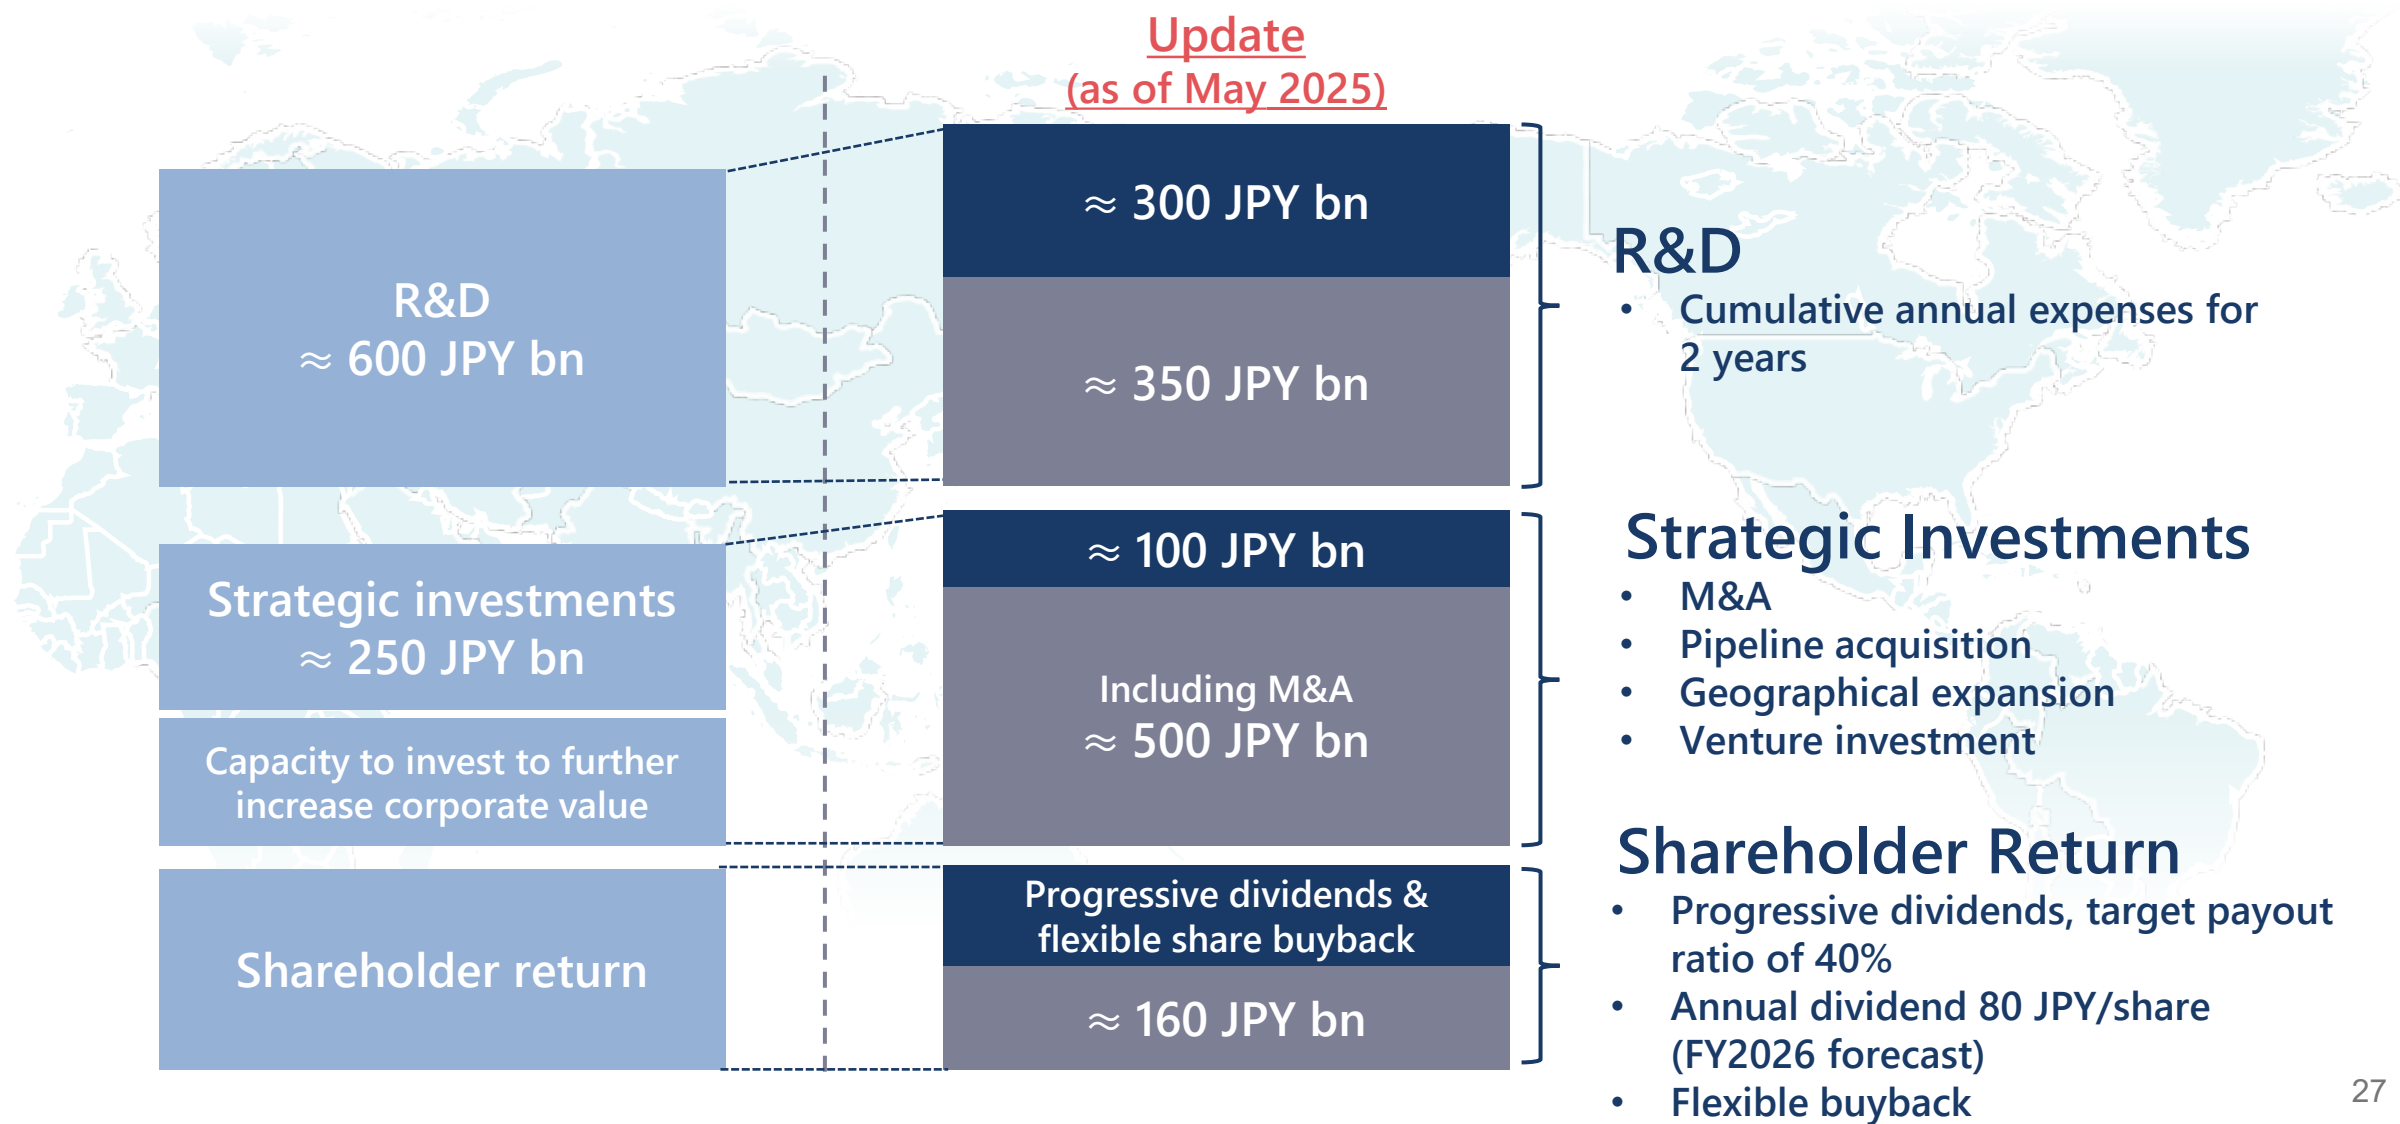 Update
(as of May 2025)
R&D
≈ 600 JPY bn
Strategic investments
≈ 250 JPY bn
Capacity to invest to further
increase corporate value
Shareholder return
≈ 300 JPY bn
≈ 350 JPY bn
≈ 100 JPY bn
Including M&A
≈ 500 JPY bn
Progressive dividends &
flexible share buyback
≈ 160 JPY bn
R&D
• Cumulative annual expenses for
2 years
Strategic Investments
• M&A
• Pipeline acquisition
• Geographical expansion
• Venture investment
Shareholder Return
• Progressive dividends, target payout
ratio of 40%
• Annual dividend 80 JPY/share
(FY2026 forecast)
• Flexible buyback
27